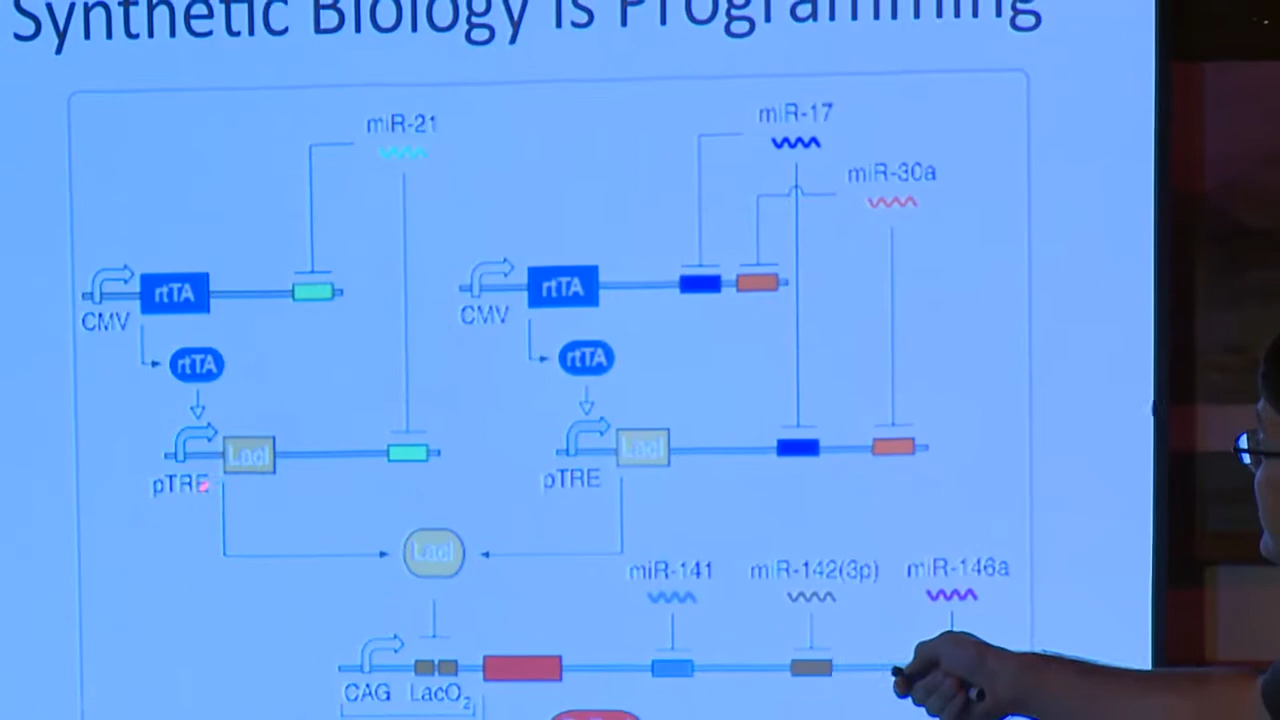 Synthetic Biology is Programming
miR-21
miR-17
miR-30a
rtTA
rtTA
CMV
CMV
rtTA
rtTA
LacI
LacI
pTRE
pTRE
LacI
miR-141
miR-142(3p)
miR-146a
CAG
LacO2